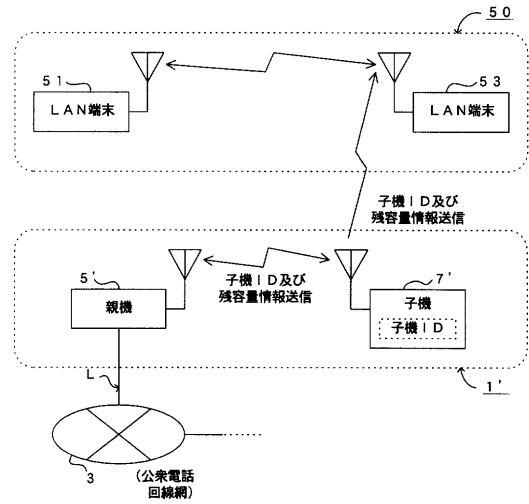 ５０
５１
５３
ＬＡＮ端末
ＬＡＮ端末
子機ＩＤ及び
残容量情報送信
５’
子機ＩＤ及び
残容量情報送信
７’
親機
子機
子機ＩＤ
Ｌ
１’
３
（公衆電話
回線網）